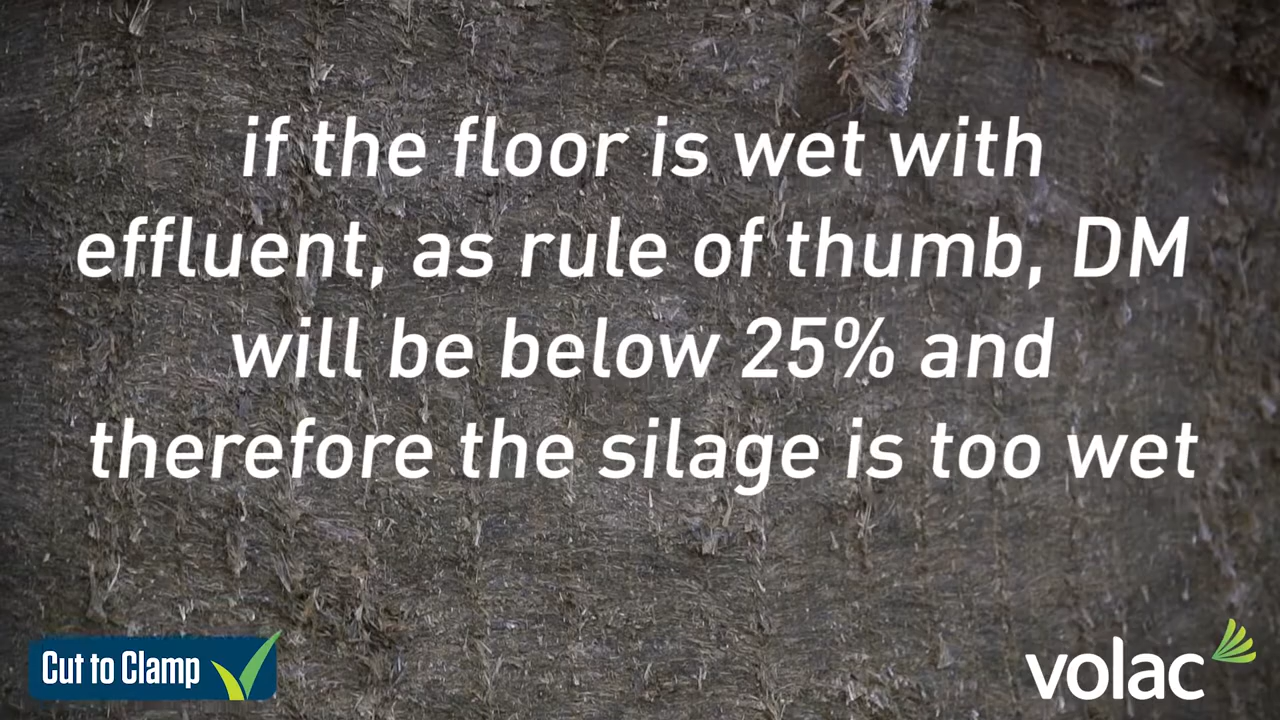 if the floor is wet with
effluent, as rule of thumb, DM
will be below 25% and
therefore the silage is too wet
Cut to Clamp
volac